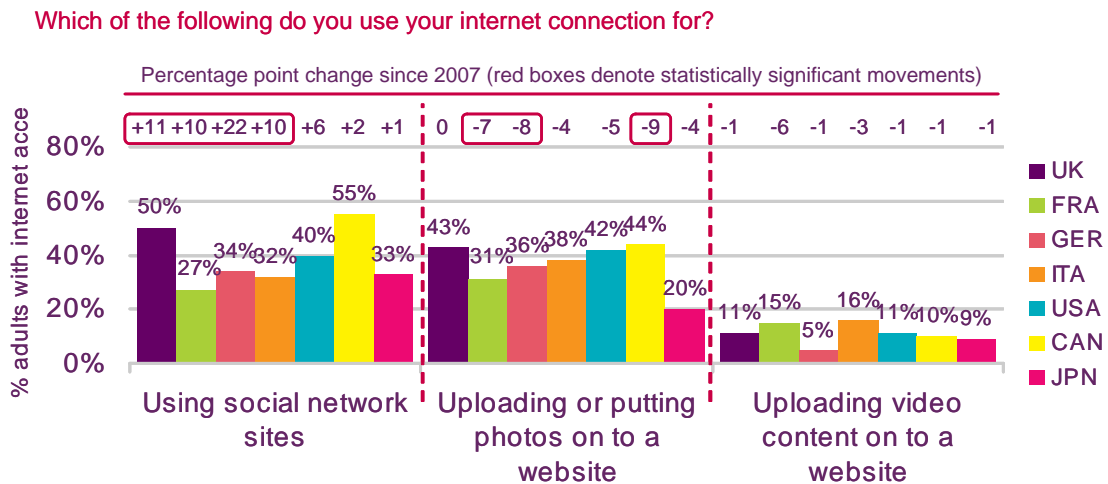 Which of the following do you use your internet connection for?
Percentage point change since 2007 (red boxes denote statistically significant movements)
+11 +10 +22 +10 +6 +2 +1 0 -7 -8 -4 -5 -9 -4 -1 -6 -1 -3 -1 -1 -1
% adults with internet acce
80%
60%
40%
20%
0%
50% 27% 34% 32% 40% 55% 33%
43% 31% 36% 38% 42% 44% 20%
11% 15% 5% 16% 11% 10% 9%
Using social network
sites
Uploading or putting
photos on to a
website
Uploading video
content on to a
website
UK
FRA
GER
ITA
USA
CAN
JPN